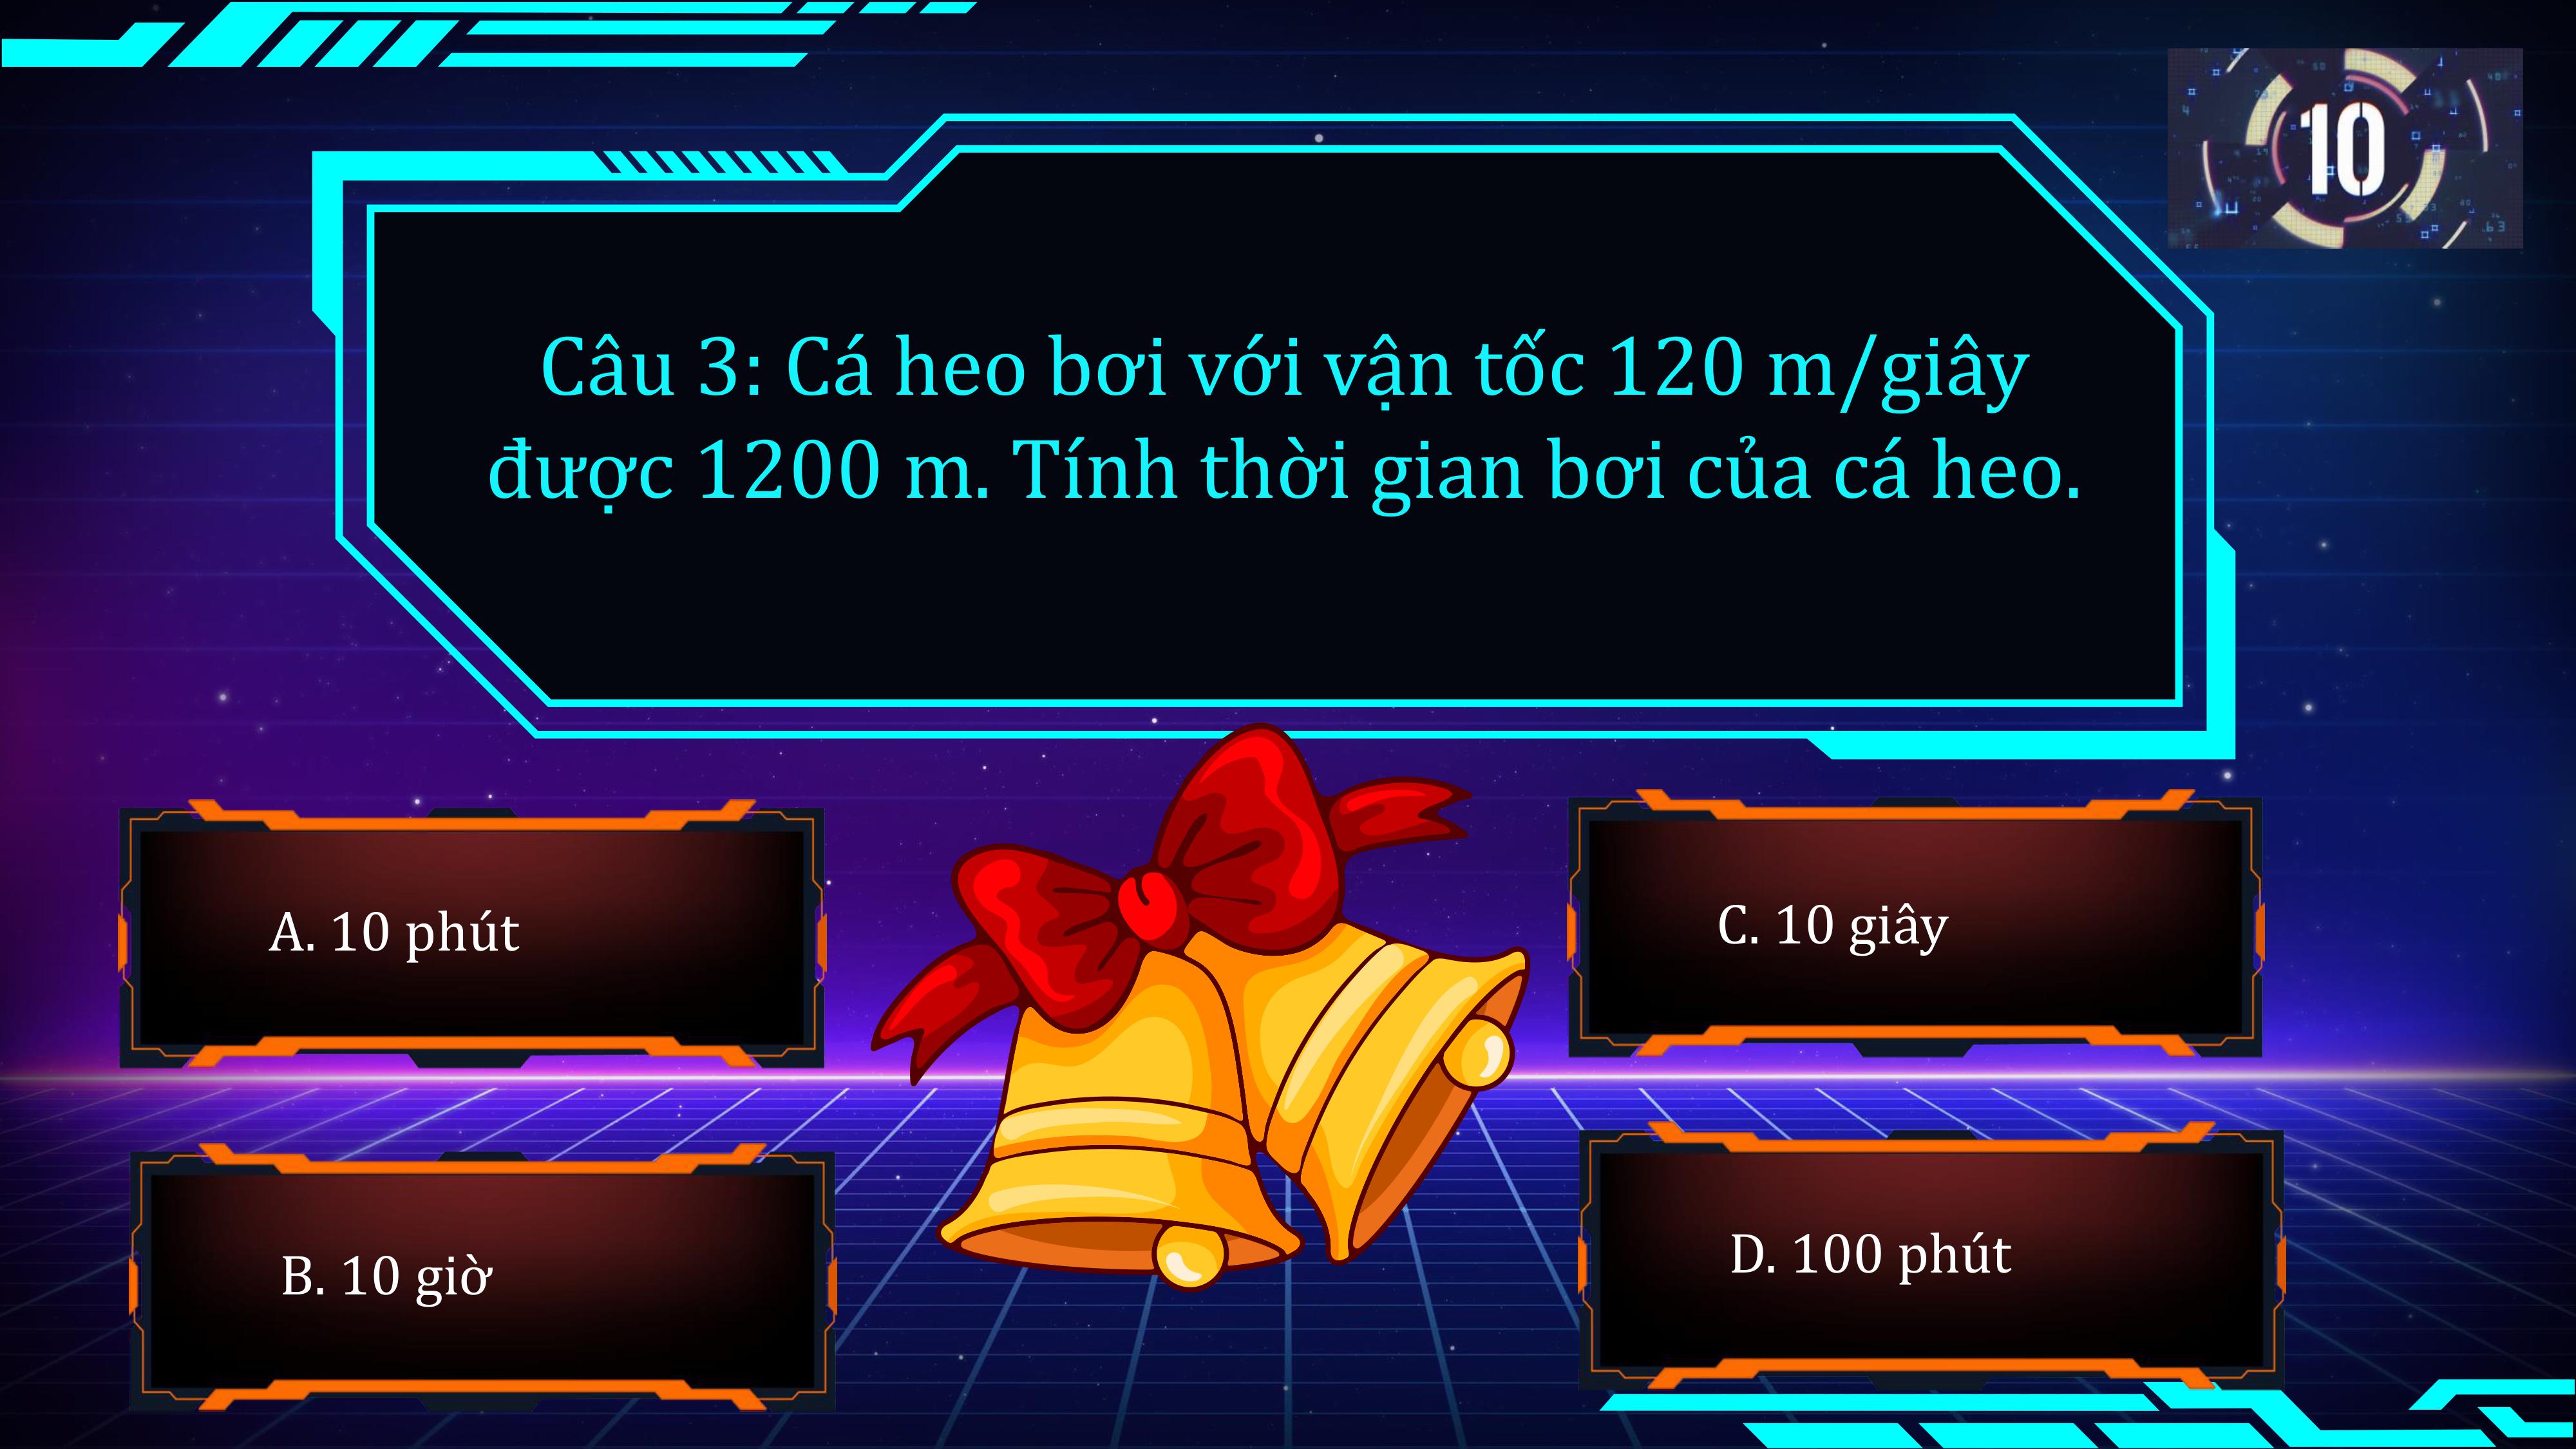 10
Câu 3: Cá heo bơi với vận tốc 120 m/giây
được 1200 m. Tính thời gian bơi của cá heo.
A. 10 phút
C. 10 giây
B. 10 giờ
D. 100 phút